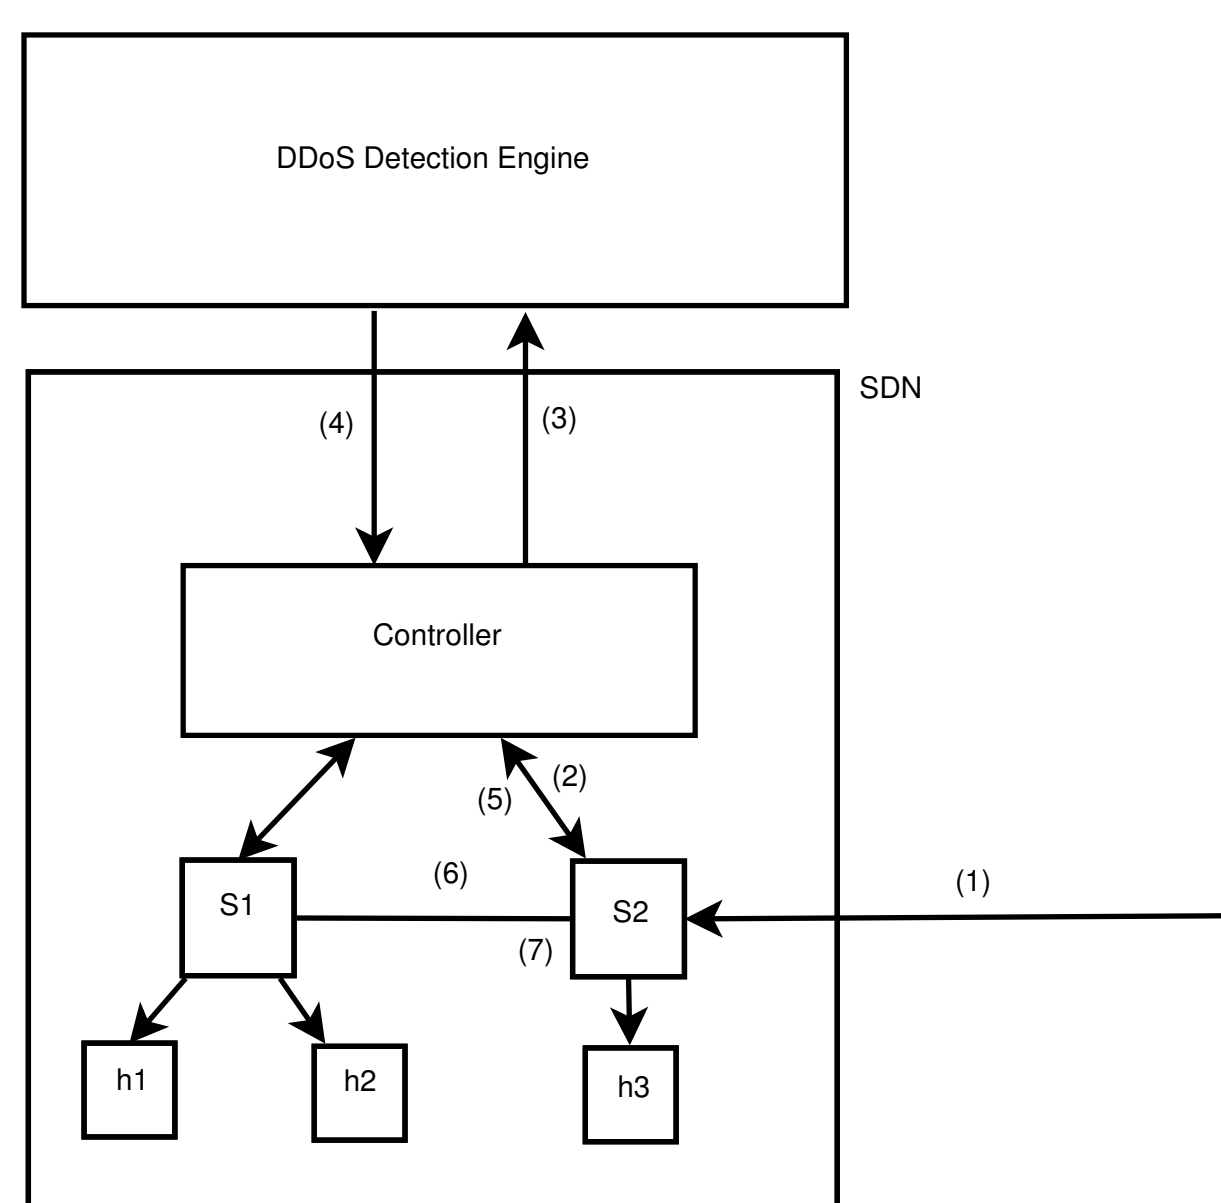 DDoS Detection Engine
SDN
(4)
(3)
Controller
(2)
(5)
(6)
(1)
S1
S2
(7)
h1
h2
h3